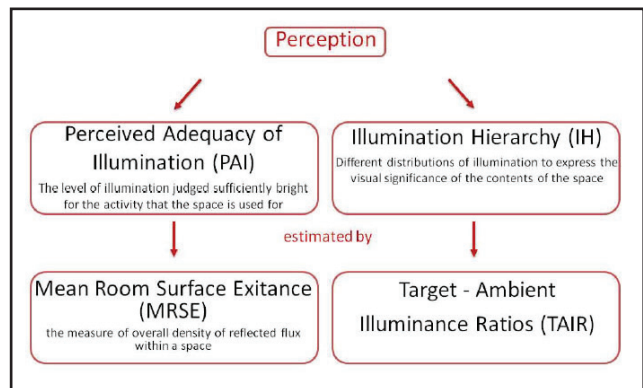 Perception
Perceived Adequacy of
Illumination (PAI)
The level of illumination judged sufficiently bright
for the activity that the space is used for
Illumination Hierarchy (IH)
Different distributions of illumination to express the
visual significance of the contents of the space
estimated by
Mean Room Surface Exitance
(MRSE)
the measure of overall density of reflected flux
within a space
Target - Ambient
Illuminance Ratios (TAIR)